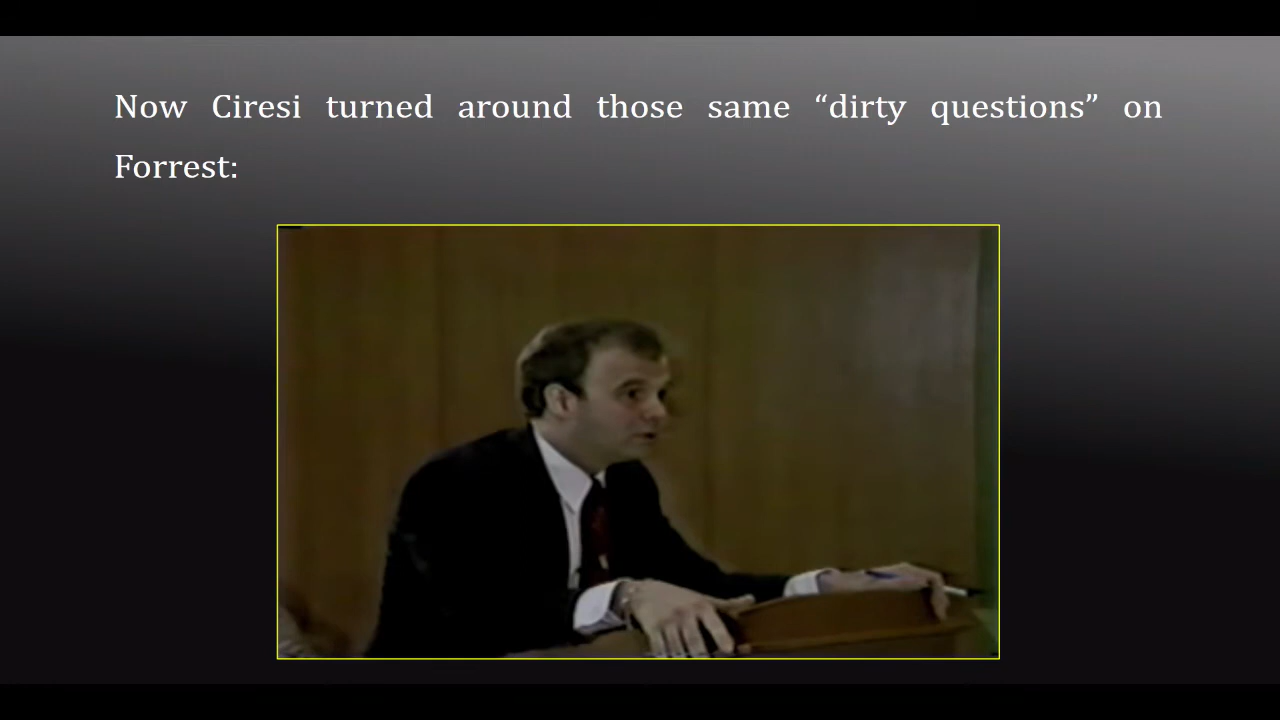 Now Ciresi turned around those same “dirty questions” on
Forrest: